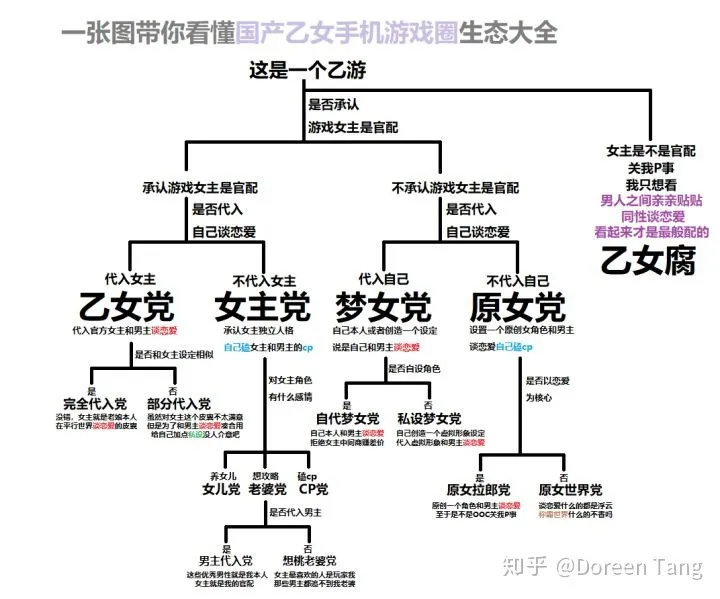 一张图带你看懂国产乙女手机游戏圈生态大全
这是一个乙游
是否承认
游戏女主是官配
女主是不是官配
关我P事
我只想看
男人之间亲亲贴贴
同性谈恋爱
看起来才是最般配的
乙女腐
承认游戏女主是官配
不承认游戏女主是官配
是否代入
自己谈恋爱
是否代入
自己谈恋爱
代入女主
乙女党
代入官方女主和男主谈恋爱
不代入女主
女主党
承认女主独立人格
自己磕女主和男主的cp
代入自己
梦女党
自己本人或者创造一个设定
说是自己和男主谈恋爱
不代入自己
原女党
设置一个原创女角色和男主
谈恋爱自己磕cp
是否和女主设定相似
是
完全代入党
没错,女主就是老娘本人
在平行世界谈恋爱的皮囊
否
部分代入党
虽然对女主这个皮囊不太满意
但是为了和男主谈恋爱凑合用
给自己加点私设没人介意吧
对女主角色
有什么感情
是否自设角色
是
自代梦女党
自己本人和男主谈恋爱
拒绝女主中间商赚差价
否
私设梦女党
自己创造一个虚拟形象设定
代入虚拟形象和男主谈恋爱
是否以恋爱
为核心
养女儿
女儿党
想攻略
老婆党
磕cp
CP党
是
原女拉郎党
原创一个角色和男主谈恋爱
至于是不是OOC关我P事
否
原女世界党
谈恋爱什么的都是浮云
称霸世界什么的不香吗
是否代入男主
是
男主代入党
这些优秀男性就是我本人
女主就是我的官配
否
想桃老婆党
女主最喜欢的人是玩家我
那些男主都追不到我老婆
知乎 @Doreen Tang